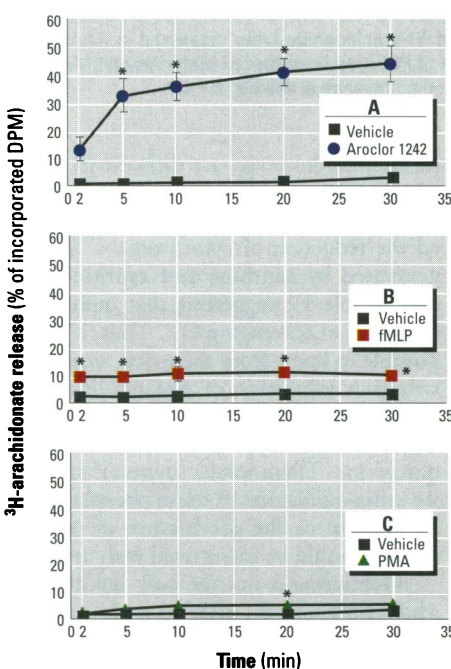 ³H-arachidonate release (% of incorporated DPM)
60
50
40
30
20
10
0
* * * *
A
Vehicle
Aroclor 1242
0 2 5 10 15 20 25 30 35
60
50
40
30
20
10
0
B
Vehicle
fMLP
* * * * *
0 2 5 10 15 20 25 30 35
60
50
40
30
20
10
0
C
Vehicle
PMA
*
0 2 5 10 15 20 25 30 35
Time (min)